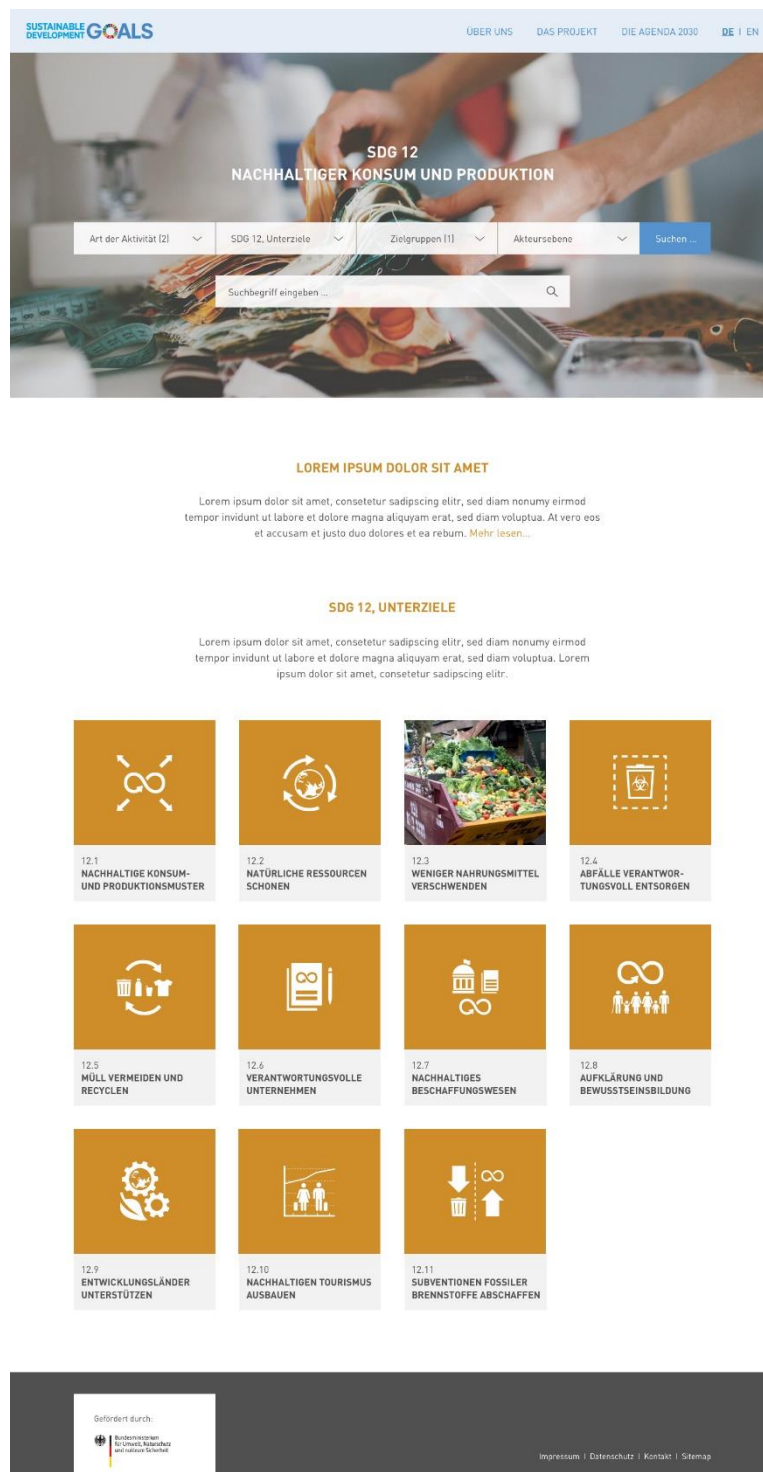 SUSTAINABLE
DEVELOPMENT GOALS
ÜBER UNS DAS PROJEKT DIE AGENDA 2030 DE | EN
SDG 12
NACHHALTIGER KONSUM UND PRODUKTION
Art der Aktivität (2) SDG 12, Unterziele Zielgruppen (1) Akteursebene Suchen ...
Suchbegriff eingeben ...
LOREM IPSUM DOLOR SIT AMET
Lorem ipsum dolor sit amet, consetetur sadipscing elitr, sed diam nonumy eirmod
tempor invidunt ut labore et dolore magna aliquyam erat, sed diam voluptua. At vero eos
et accusam et justo duo dolores et ea rebum. Mehr lesen...
SDG 12, UNTERZIELE
Lorem ipsum dolor sit amet, consetetur sadipscing elitr, sed diam nonumy eirmod
tempor invidunt ut labore et dolore magna aliquyam erat, sed diam voluptua. Lorem
ipsum dolor sit amet, consetetur sadipscing elitr.
12.1
NACHHALTIGE KONSUM-
UND PRODUKTIONSMUSTER
12.2
NATÜRLICHE RESSOURCEN
SCHONEN
12.3
WENIGER NAHRUNGSMITTEL
VERSCHWENDEN
12.4
ABFÄLLE VERANTWOR-
TUNGSVOLL ENTSORGEN
12.5
MÜLL VERMEIDEN UND
RECYCLEN
12.6
VERANTWORTUNGSVOLLE
UNTERNEHMEN
12.7
NACHHALTIGES
BESCHAFFUNGSWESEN
12.8
AUFKLÄRUNG UND
BEWUSSTSEINSBILDUNG
12.9
ENTWICKLUNGSLÄNDER
UNTERSTÜTZEN
12.10
NACHHALTIGEN TOURISMUS
AUSBAUEN
12.11
SUBVENTIONEN FOSSILER
BRENNSTOFFE ABSCHAFFEN
Gefördert durch:
Bundesministerium
für Umwelt, Naturschutz
und nukleare Sicherheit
Impressum | Datenschutz | Kontakt | Sitemap